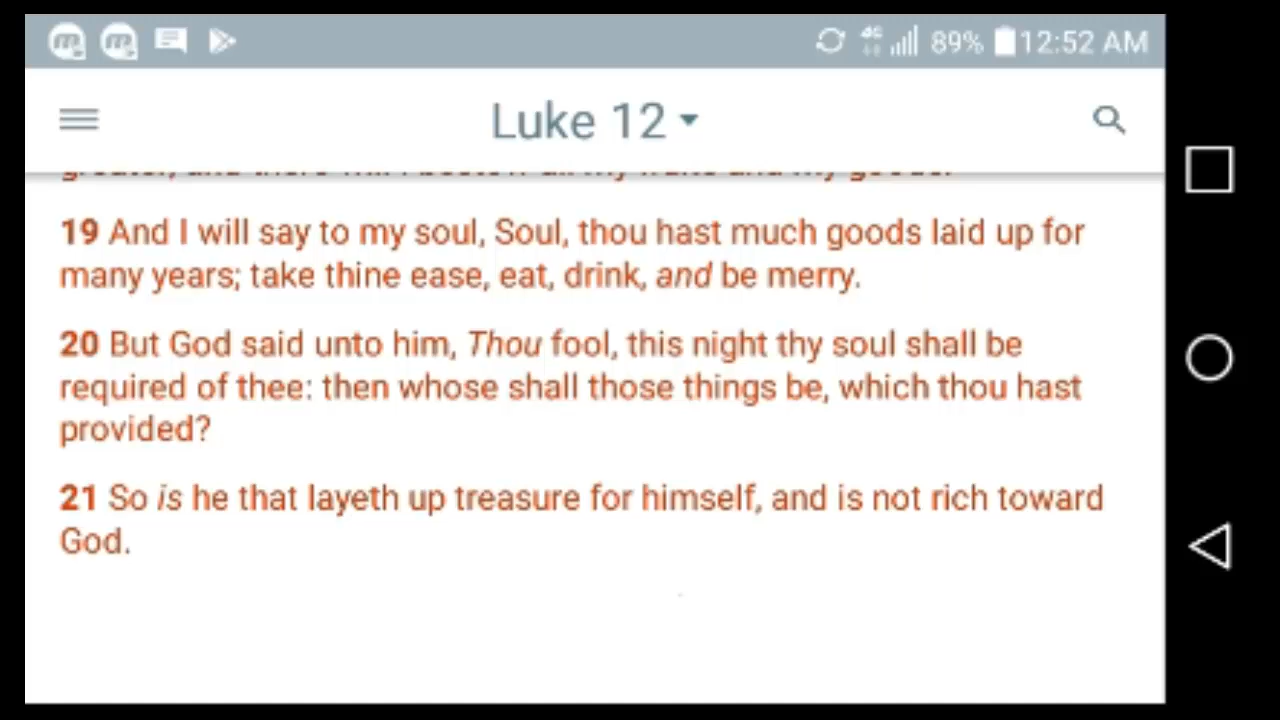 89% 12:52 AM
Luke 12
19 And I will say to my soul, Soul, thou hast much goods laid up for
many years; take thine ease, eat, drink, and be merry.
20 But God said unto him, Thou fool, this night thy soul shall be
required of thee: then whose shall those things be, which thou hast
provided?
21 So is he that layeth up treasure for himself, and is not rich toward
God.